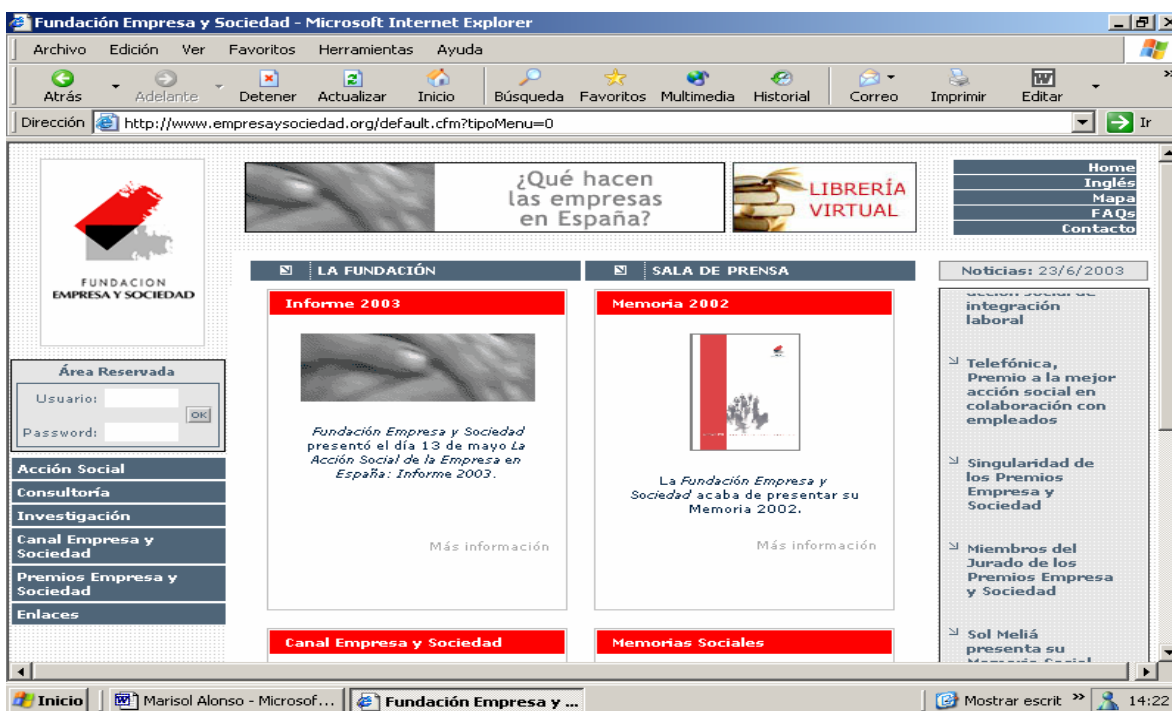 Fundación Empresa y Sociedad - Microsoft Internet Explorer
Archivo Edición Ver Favoritos Herramientas Ayuda
Atrás Adelante Detener Actualizar Inicio Búsqueda Favoritos Multimedia Historial Correo Imprimir Editar
Dirección http://www.empresaysociedad.org/default.cfm?tipoMenu=0 Ir
FUNDACION
EMPRESA Y SOCIEDAD
¿Qué hacen
las empresas
en España?
LIBRERÍA
VIRTUAL
Home
Inglés
Mapa
FAQs
Contacto
Área Reservada
Usuario:
OK
Password:
Acción Social
Consultoría
Investigación
Canal Empresa y
Sociedad
Premios Empresa y
Sociedad
Enlaces
LA FUNDACIÓN
Informe 2003
Fundación Empresa y Sociedad
presentó el día 13 de mayo La
Acción Social de la Empresa en
España: Informe 2003.
Más información
Canal Empresa y Sociedad
SALA DE PRENSA
Memoria 2002
La Fundación Empresa y
Sociedad acaba de presentar su
Memoria 2002.
Más información
Memorias Sociales
Noticias: 23/6/2003
acción social de
integración
laboral
Telefónica,
Premio a la mejor
acción social en
colaboración con
empleados
Singularidad de
los Premios
Empresa y
Sociedad
Miembros del
Jurado de los
Premios Empresa
y Sociedad
Sol Meliá
presenta su
Memoria Social
Inicio Marisol Alonso - Microsof... Fundación Empresa y ... Mostrar escrit » 14:22